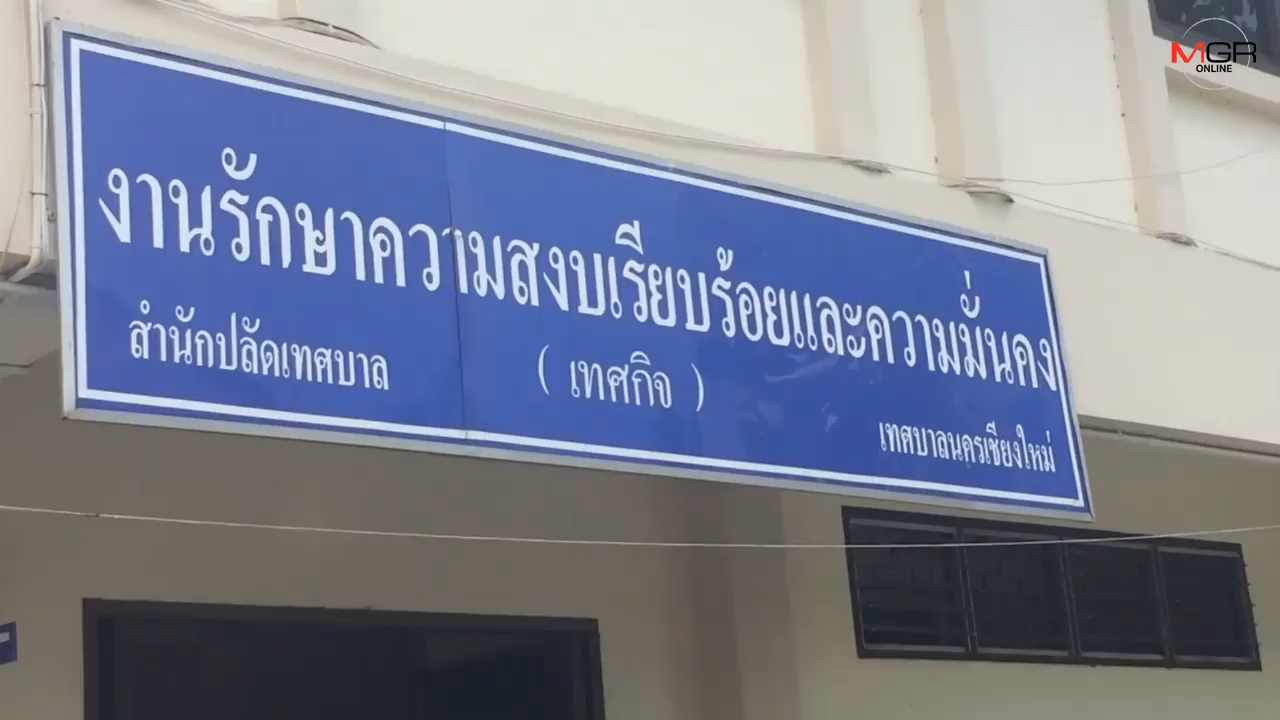 MGR
ONLINE
งานรักษาความสงบเรียบร้อยและความมั่นคง
สำนักปลัดเทศบาล
( เทศกิจ )
เทศบาลนครเชียงใหม่